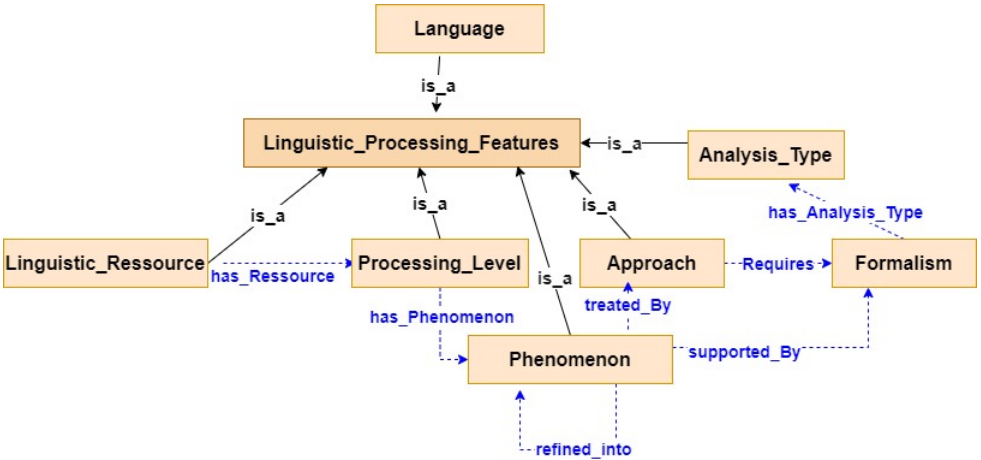 Language
is_a
Linguistic_Processing_Features
is_a
Analysis_Type
is_a
is_a
is_a
has_Analysis_Type
Linguistic_Ressource
has_Ressource
Processing_Level
is_a
Approach
Requires
Formalism
has_Phenomenon
treated_By
Phenomenon
supported_By
refined_into